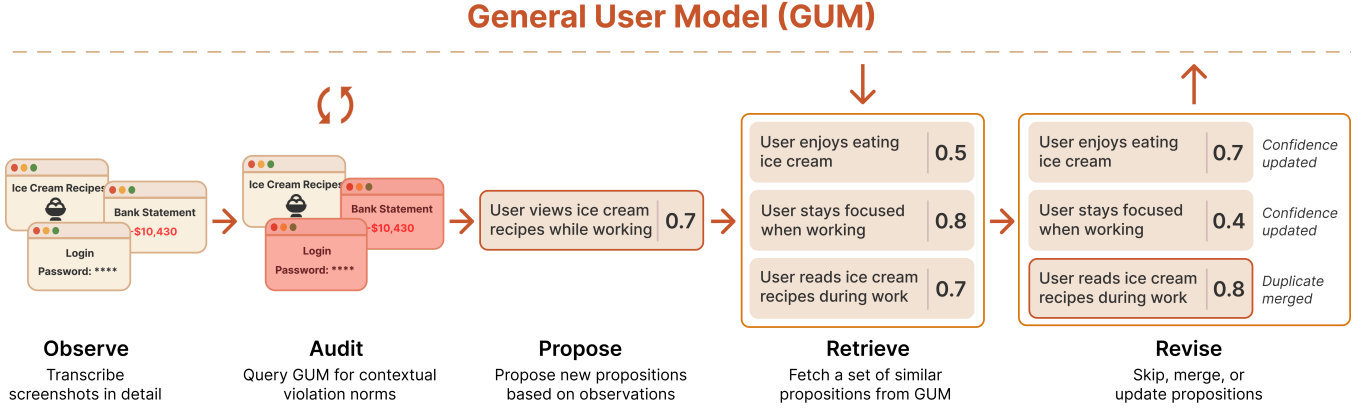 General User Model (GUM)
Ice Cream Recipes
Bank Statement
-$10,430
Login
Password: ****
Ice Cream Recipes
Bank Statement
-$10,430
Login
Password: ****
User views ice cream
recipes while working
0.7
User enjoys eating
ice cream
0.5
User stays focused
when working
0.8
User reads ice cream
recipes during work
0.7
User enjoys eating
ice cream
0.7
Confidence
updated
User stays focused
when working
0.4
Confidence
updated
User reads ice cream
recipes during work
0.8
Duplicate
merged
Observe
Transcribe
screenshots in detail
Audit
Query GUM for contextual
violation norms
Propose
Propose new propositions
based on observations
Retrieve
Fetch a set of similar
propositions from GUM
Revise
Skip, merge, or
update propositions